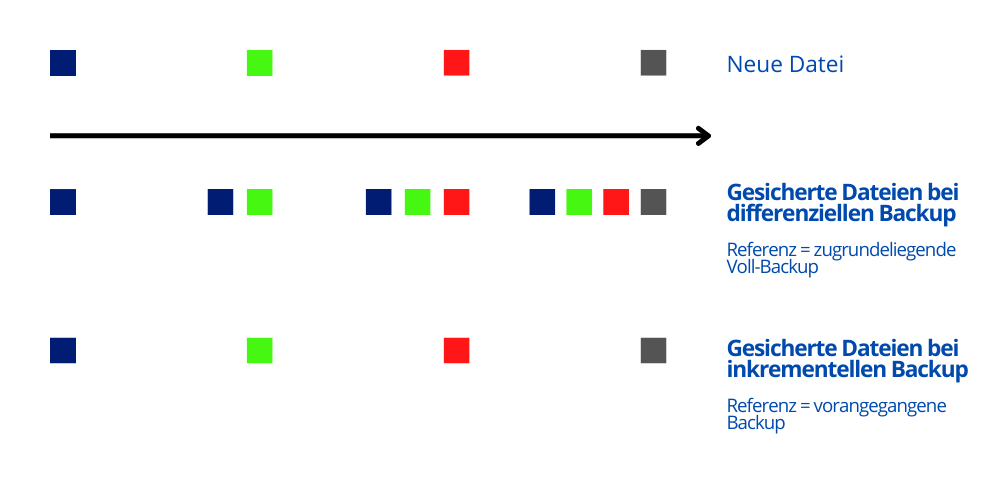 Neue Datei
Gesicherte Dateien bei
differenziellen Backup
Referenz = zugrundeliegende
Voll-Backup
Gesicherte Dateien bei
inkrementellen Backup
Referenz = vorangegangene
Backup